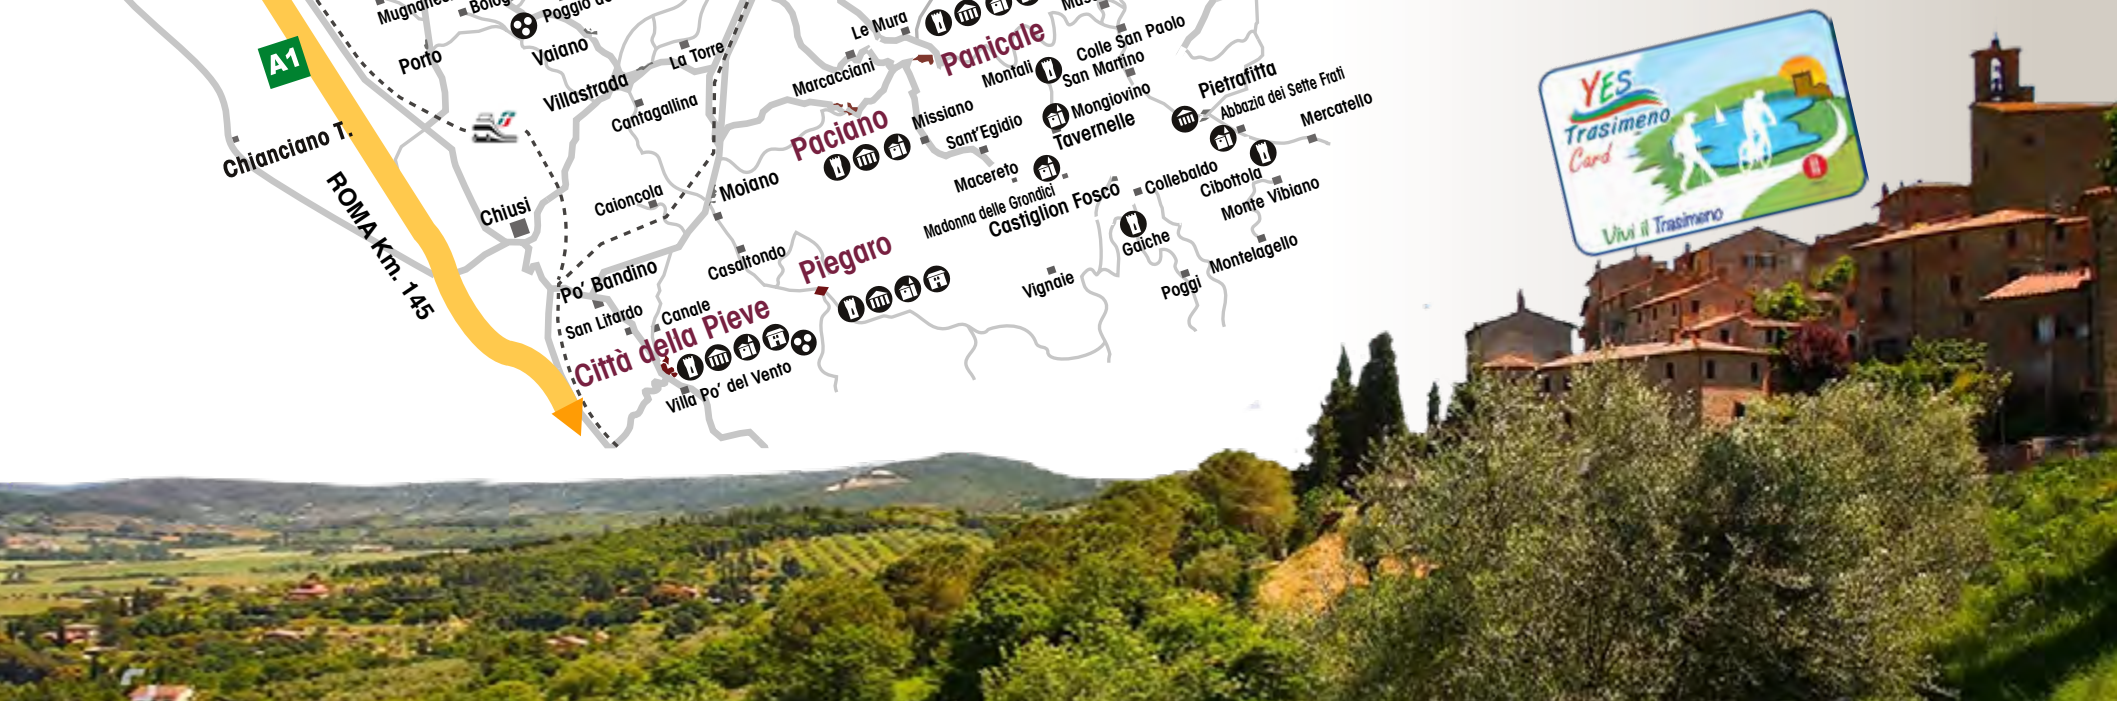 Poggio
Le Mura
Panicale
Colle San Paolo
Porto
Vaiano
La Torre
Montali
San Martino
Marcacciani
A1
Villastrada
Cantagallina
Missiano
Mongiovino
Pietrafitta
Abbazia dei Sette Frati
Mercatello
Paciano
Sant'Egidio
Tavernelle
Chianciano T.
ROMA Km. 145
Moiano
Macereto
Madonna delle Grondici
Castiglion Fosco
Collebaldo
Cibottola
Monte Vibiano
Chiusi
Caioncola
Casaltondo
Piegaro
Gaiche
Montelagello
Vignaie
Poggi
Po' Bandino
San Litardo
Canale
Città della Pieve
Villa Po' del Vento
YES
Trasimeno
Card
Vivi il Trasimeno